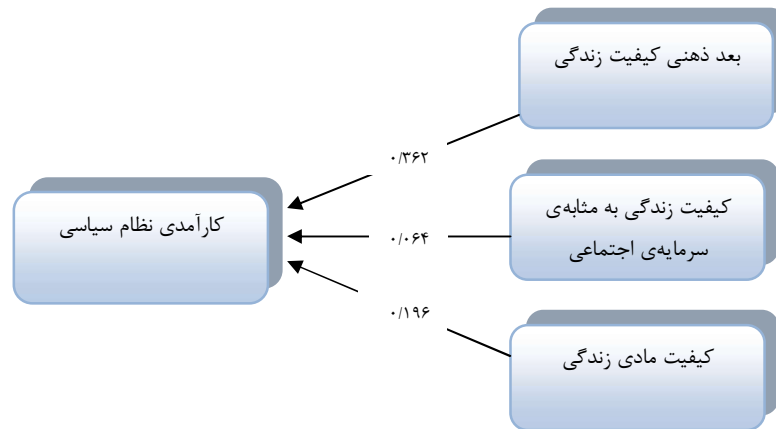 بعد ذهنی کیفیت زندگی
۰/۳۶۲
کیفیت زندگی به مثابه‌ی
سرمایه‌ی اجتماعی
کارآمدی نظام سیاسی
۰/۰۶۴
۰/۱۹۶
کیفیت مادی زندگی